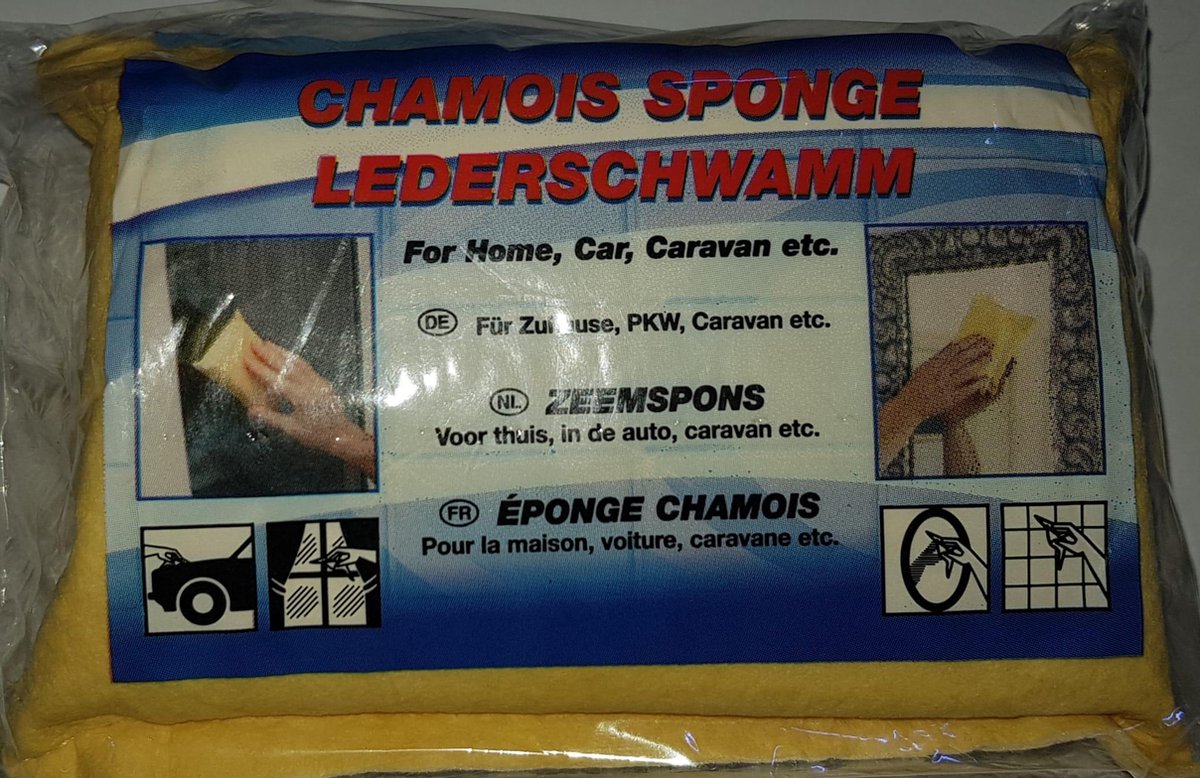 CHAMOIS SPONGE
LEDERSCHWAMM
For Home, Car, Caravan etc.
DE Für Zuhause, PKW, Caravan etc.
NL ZEEMSPONS
Voor thuis, in de auto, caravan etc.
FR ÉPONGE CHAMOIS
Pour la maison, voiture, caravane etc.